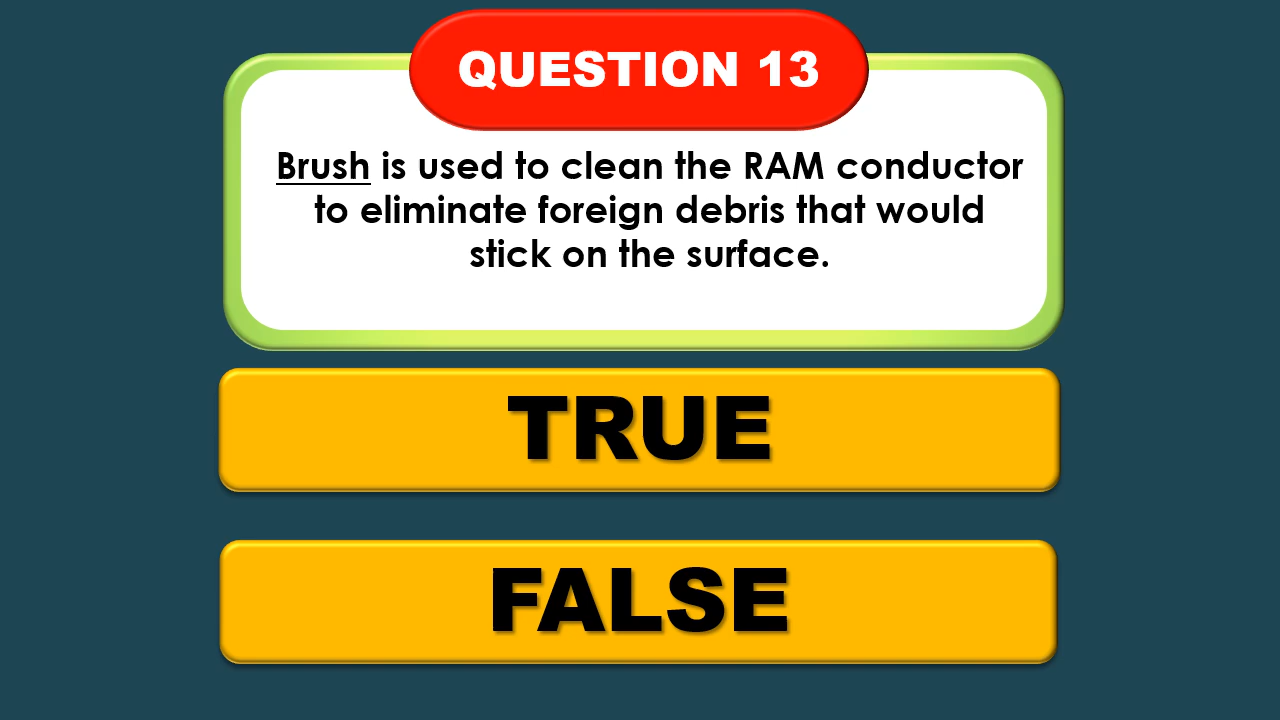 QUESTION 13
Brush is used to clean the RAM conductor
to eliminate foreign debris that would
stick on the surface.
TRUE
FALSE